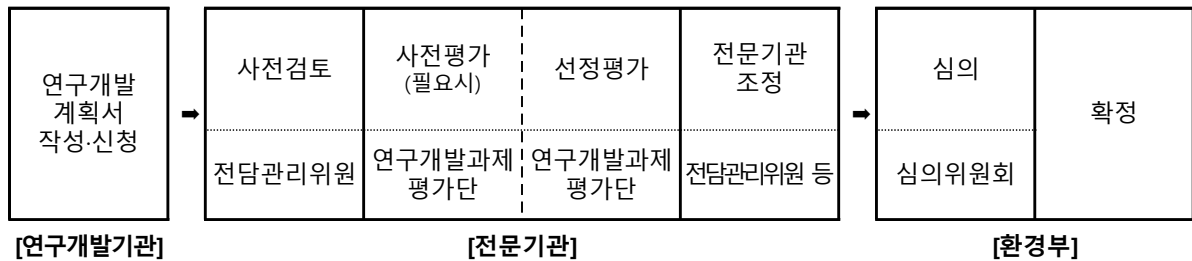 연구개발
계획서
작성·신청
➡
사전검토
전담관리위원
사전평가
(필요시)
연구개발과제
평가단
선정평가
연구개발과제
평가단
전문기관
조정
전담관리위원 등
➡
심의
심의위원회
확정
[연구개발기관]
[전문기관]
[환경부]